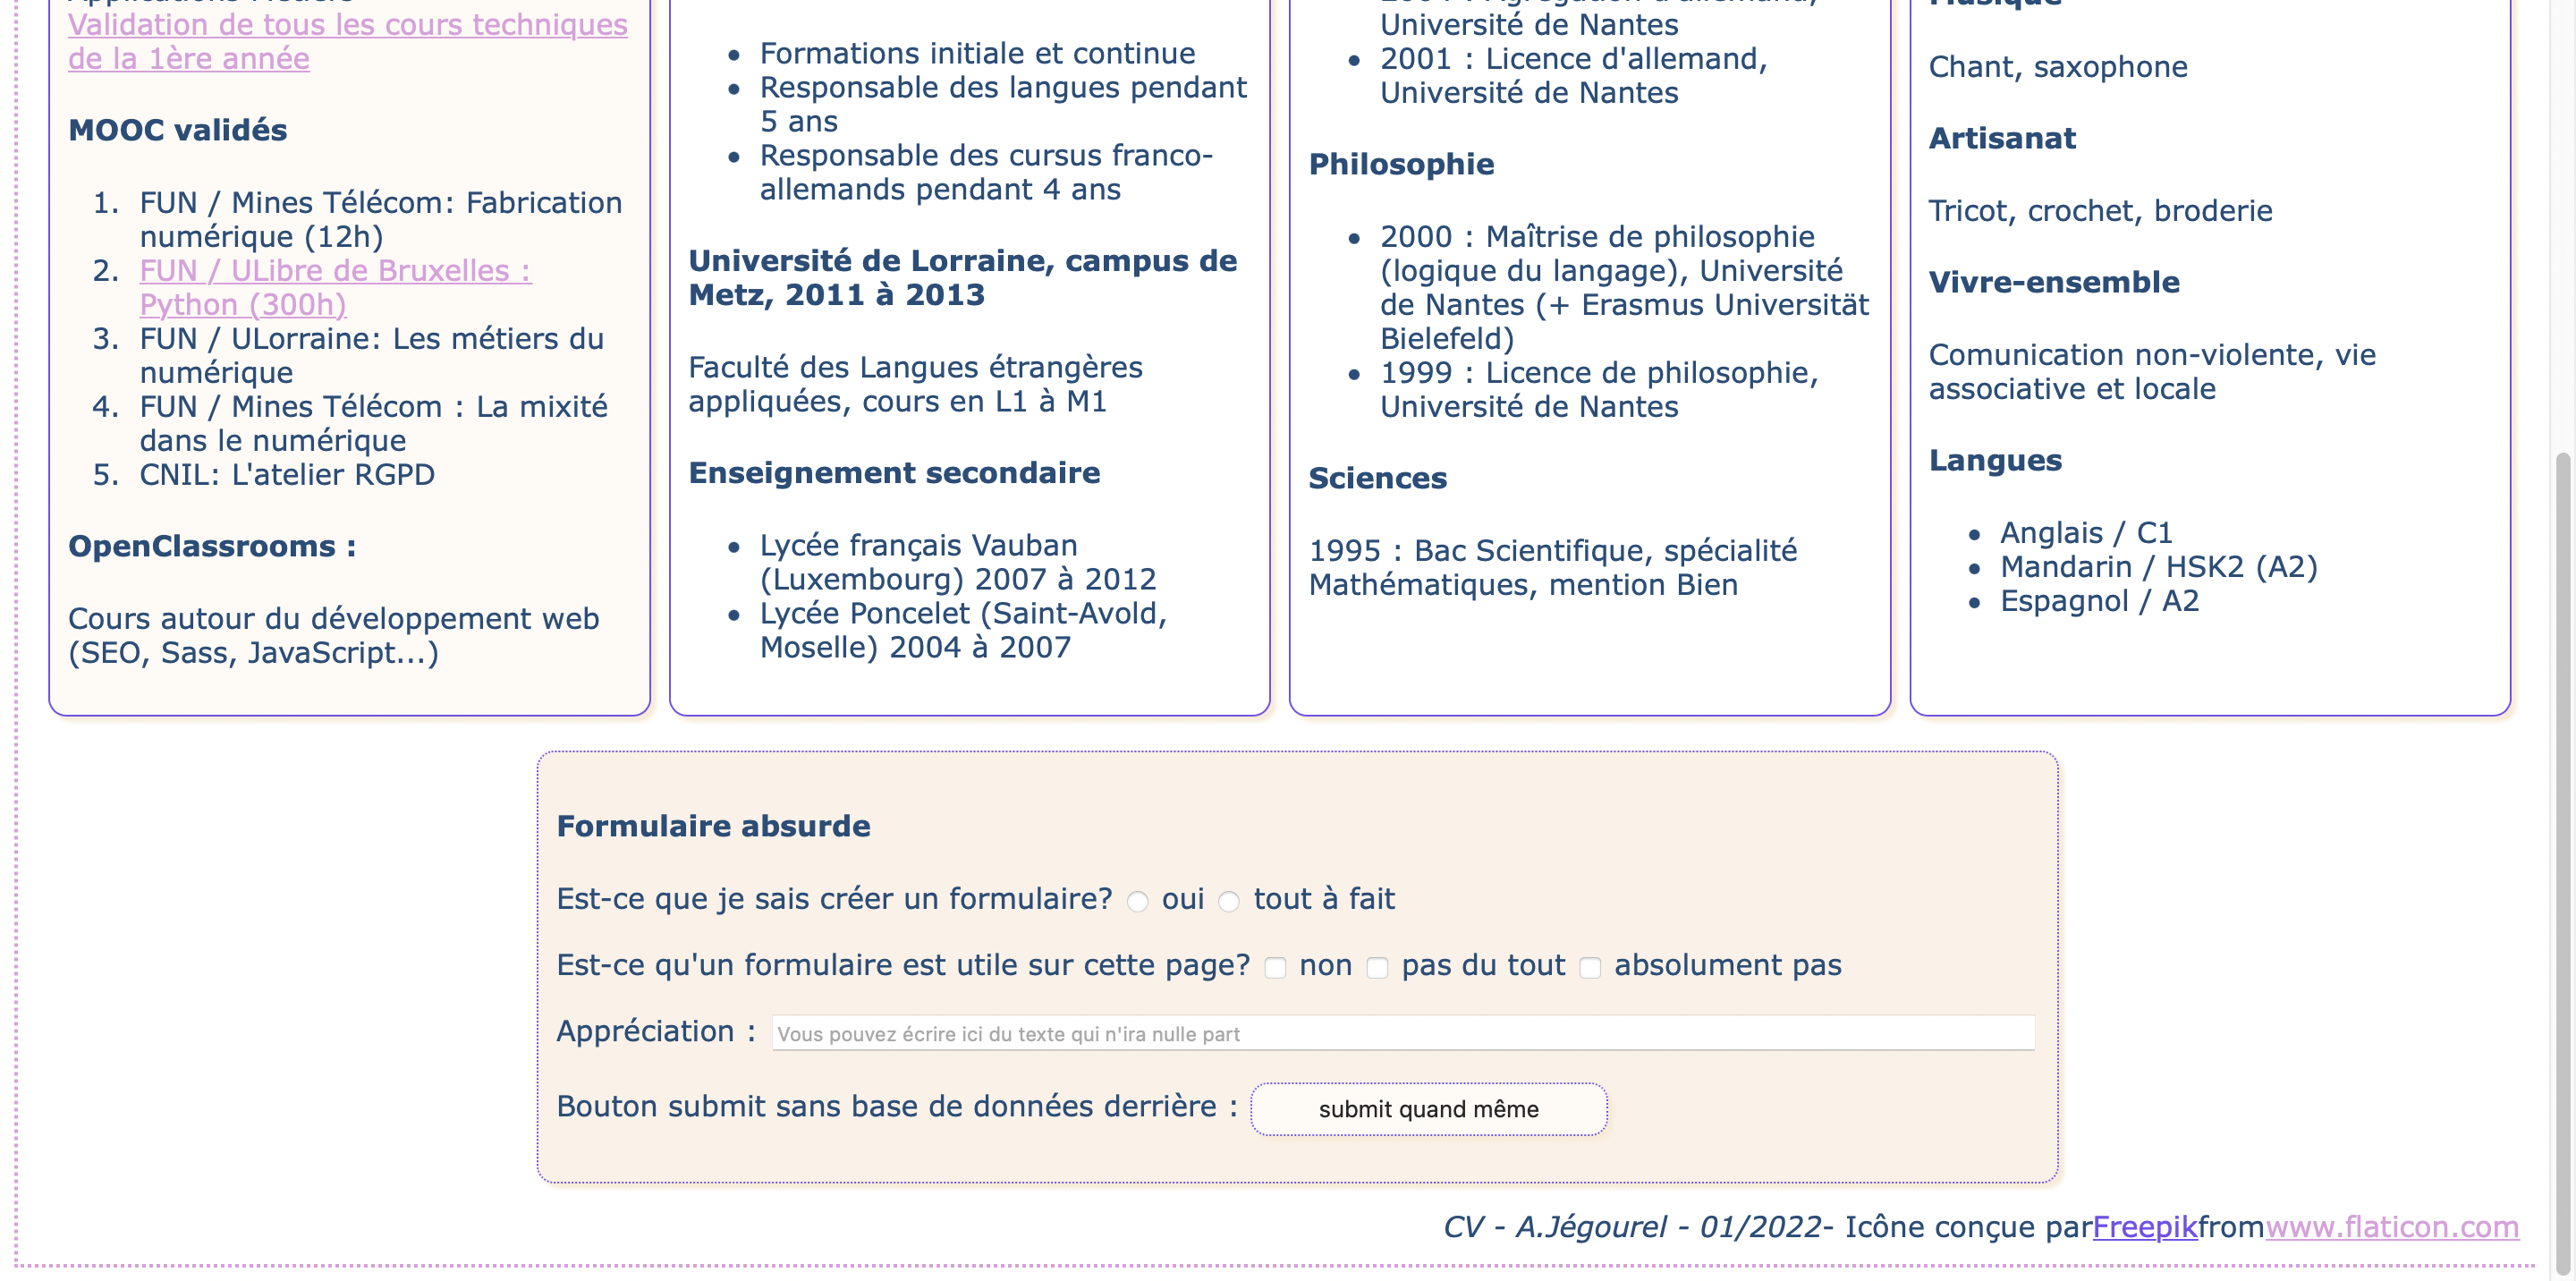 Validation de tous les cours techniques
de la 1ère année
MOOC validés
1. FUN / Mines Télécom: Fabrication
numérique (12h)
2. FUN / ULibre de Bruxelles :
Python (300h)
3. FUN / ULorraine: Les métiers du
numérique
4. FUN / Mines Télécom : La mixité
dans le numérique
5. CNIL: L'atelier RGPD
OpenClassrooms :
Cours autour du développement web
(SEO, Sass, JavaScript...)
• Formations initiale et continue
• Responsable des langues pendant
5 ans
• Responsable des cursus franco-
allemands pendant 4 ans
Université de Lorraine, campus de
Metz, 2011 à 2013
Faculté des Langues étrangères
appliquées, cours en L1 à M1
Enseignement secondaire
• Lycée français Vauban
(Luxembourg) 2007 à 2012
• Lycée Poncelet (Saint-Avold,
Moselle) 2004 à 2007
Université de Nantes
• 2001 : Licence d'allemand,
Université de Nantes
Philosophie
• 2000 : Maîtrise de philosophie
(logique du langage), Université
de Nantes (+ Erasmus Universität
Bielefeld)
• 1999 : Licence de philosophie,
Université de Nantes
Sciences
1995 : Bac Scientifique, spécialité
Mathématiques, mention Bien
Musique
Chant, saxophone
Artisanat
Tricot, crochet, broderie
Vivre-ensemble
Comunication non-violente, vie
associative et locale
Langues
• Anglais / C1
• Mandarin / HSK2 (A2)
• Espagnol / A2
Formulaire absurde
Est-ce que je sais créer un formulaire? oui tout à fait
Est-ce qu'un formulaire est utile sur cette page? non pas du tout absolument pas
Appréciation : Vous pouvez écrire ici du texte qui n'ira nulle part
Bouton submit sans base de données derrière : submit quand même
CV - A.Jégourel - 01/2022- Icône conçue parFreepikfromwww.flaticon.com